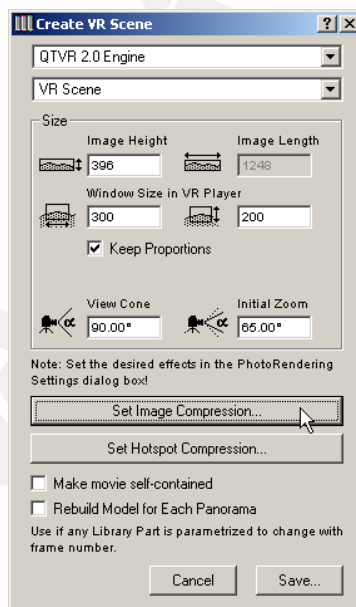 Create VR Scene
QTVR 2.0 Engine
VR Scene
Size
Image Height
Image Length
396
1248
Window Size in VR Player
300
200
Keep Proportions
View Cone
Initial Zoom
90.00°
65.00°
Note: Set the desired effects in the PhotoRendering
Settings dialog box!
Set Image Compression...
Set Hotspot Compression...
Make movie self-contained
Rebuild Model for Each Panorama
Use if any Library Part is parametrized to change with
frame number.
Cancel
Save...